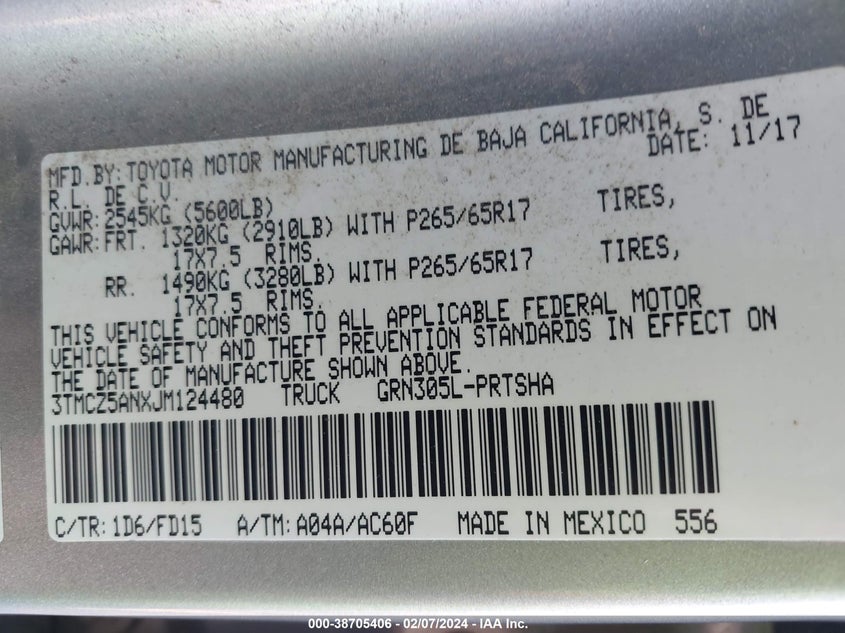 MFD.BY: TOYOTA MOTOR MANUFACTURING DE BAJA CALIFORNIA, S. DE
R.L. DE C.V. DATE: 11/17
GVWR: 2545KG (5600LB)
GAWR: FRT. 1320KG (2910LB) WITH P265/65R17 TIRES,
17X7.5 RIMS.
RR. 1490KG (3280LB) WITH P265/65R17 TIRES,
17X7.5 RIMS.
THIS VEHICLE CONFORMS TO ALL APPLICABLE FEDERAL MOTOR
VEHICLE SAFETY AND THEFT PREVENTION STANDARDS IN EFFECT ON
THE DATE OF MANUFACTURE SHOWN ABOVE.
3TMCZ5ANXJM124480 TRUCK GRN305L-PRTSHA
C/TR: 1D6/FD15 A/TM: A04A/AC60F MADE IN MEXICO 556
000-38705406 - 02/07/2024 - IAA Inc.